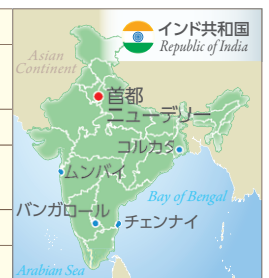 インド共和国
Republic of India
Asian
Continent
首都
ニューデリー
コルカタ
ムンバイ
Bay of Bengal
バンガロール
チェンナイ
Arabian Sea